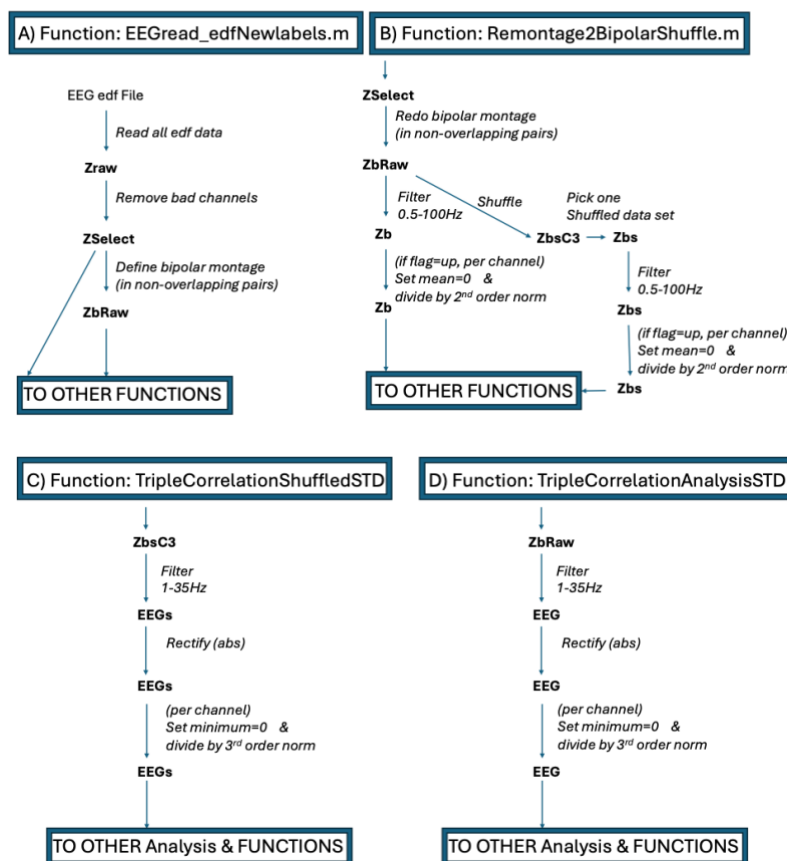 A) Function: EEGread_edfNewlabels.m
EEG edf File
Read all edf data
Zraw
Remove bad channels
ZSelect
Define bipolar montage
(in non-overlapping pairs)
ZbRaw
TO OTHER FUNCTIONS
B) Function: Remontage2BipolarShuffle.m
ZSelect
Redo bipolar montage
(in non-overlapping pairs)
ZbRaw
Filter
0.5-100Hz
Zb
(if flag=up, per channel)
Set mean=0 &
divide by 2nd order norm
Zb
Shuffle
ZbsC3
Pick one
Shuffled data set
Zbs
Filter
0.5-100Hz
Zbs
(if flag=up, per channel)
Set mean=0 &
divide by 2nd order norm
Zbs
TO OTHER FUNCTIONS
C) Function: TripleCorrelationShuffledSTD
ZbsC3
Filter
1-35Hz
EEGs
Rectify (abs)
EEGs
(per channel)
Set minimum=0 &
divide by 3rd order norm
EEGs
TO OTHER Analysis & FUNCTIONS
D) Function: TripleCorrelationAnalysisSTD
ZbRaw
Filter
1-35Hz
EEG
Rectify (abs)
EEG
(per channel)
Set minimum=0 &
divide by 3rd order norm
EEG
TO OTHER Analysis & FUNCTIONS